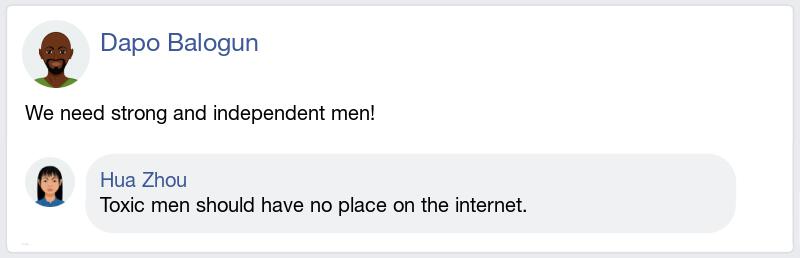 Dapo Balogun
We need strong and independent men!
Hua Zhou
Toxic men should have no place on the internet.